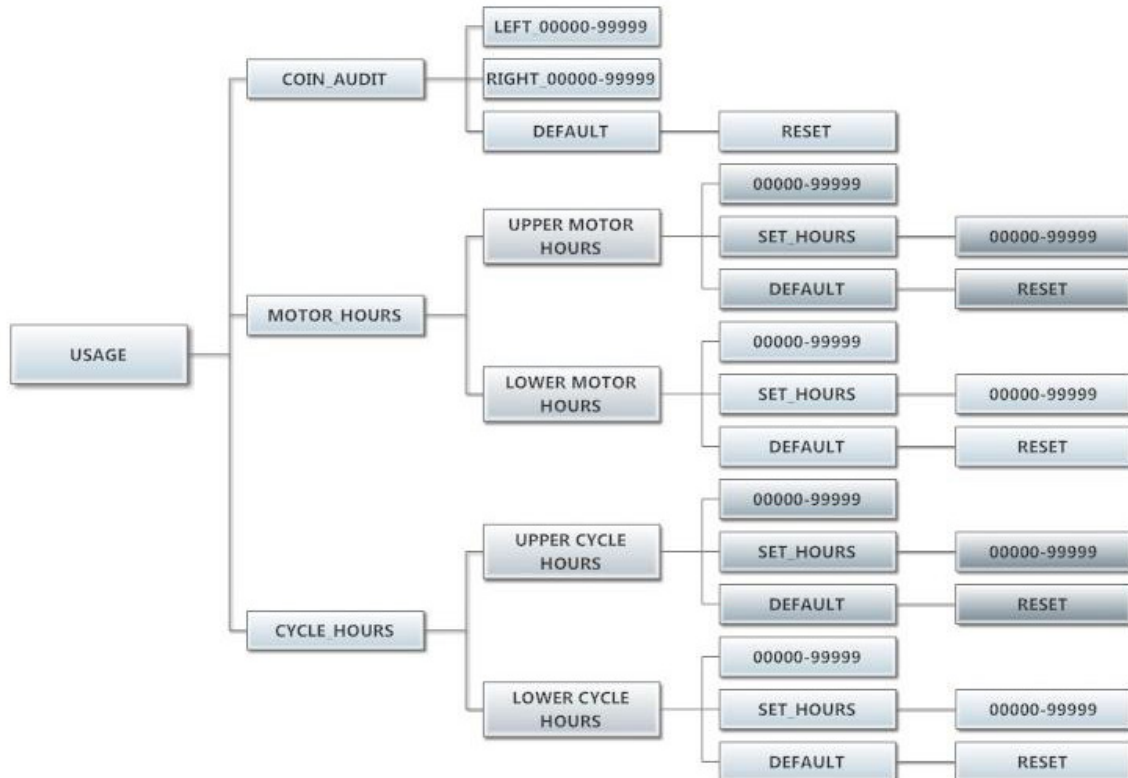 LEFT_00000-99999
COIN_AUDIT
RIGHT_00000-99999
DEFAULT
RESET
00000-99999
UPPER MOTOR
HOURS
SET_HOURS
00000-99999
DEFAULT
RESET
MOTOR_HOURS
00000-99999
USAGE
LOWER MOTOR
HOURS
SET_HOURS
00000-99999
DEFAULT
RESET
00000-99999
UPPER CYCLE
HOURS
SET_HOURS
00000-99999
DEFAULT
RESET
CYCLE_HOURS
00000-99999
LOWER CYCLE
HOURS
SET_HOURS
00000-99999
DEFAULT
RESET